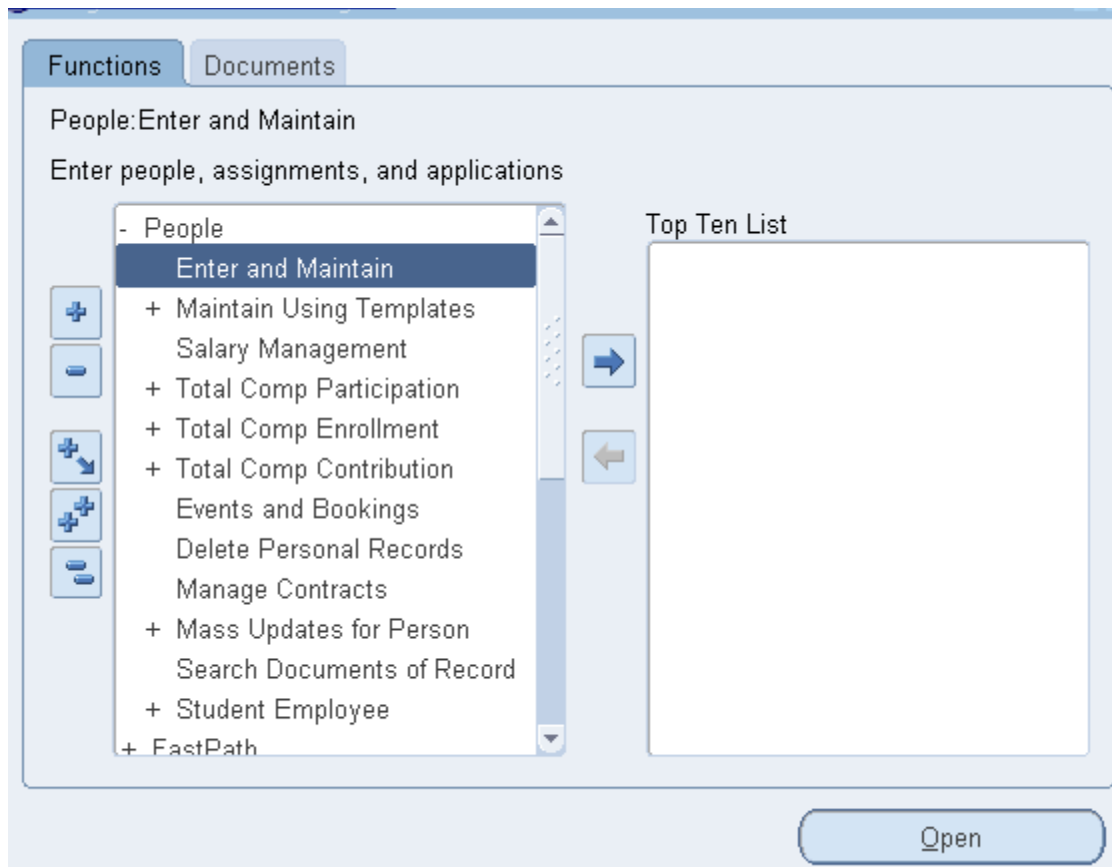 Functions
Documents
People:Enter and Maintain
Enter people, assignments, and applications
- People
Enter and Maintain
+ Maintain Using Templates
Salary Management
+ Total Comp Participation
+ Total Comp Enrollment
+ Total Comp Contribution
Events and Bookings
Delete Personal Records
Manage Contracts
+ Mass Updates for Person
Search Documents of Record
+ Student Employee
+ FastPath
Top Ten List
Open